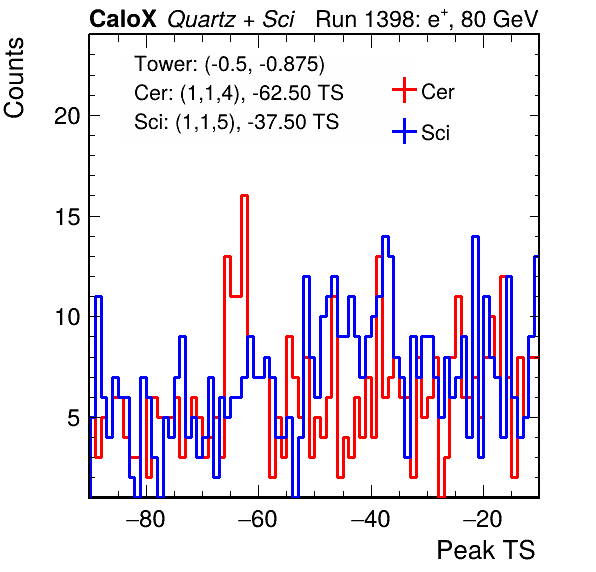 CaloX Quartz + Sci Run 1398: e⁺, 80 GeV
Counts
Tower: (-0.5, -0.875)
Cer: (1,1,4), -62.50 TS
Sci: (1,1,5), -37.50 TS
Cer
Sci
20
15
10
5
−80 −60 −40 −20
Peak TS